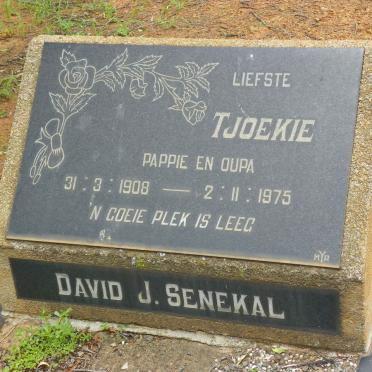 LIEFSTE
TJOEKIE
PAPPIE EN OUPA
31·3·1908 — 2·11·1975
'N GOEIE PLEK IS LEEG
DAVID J. SENEKAL